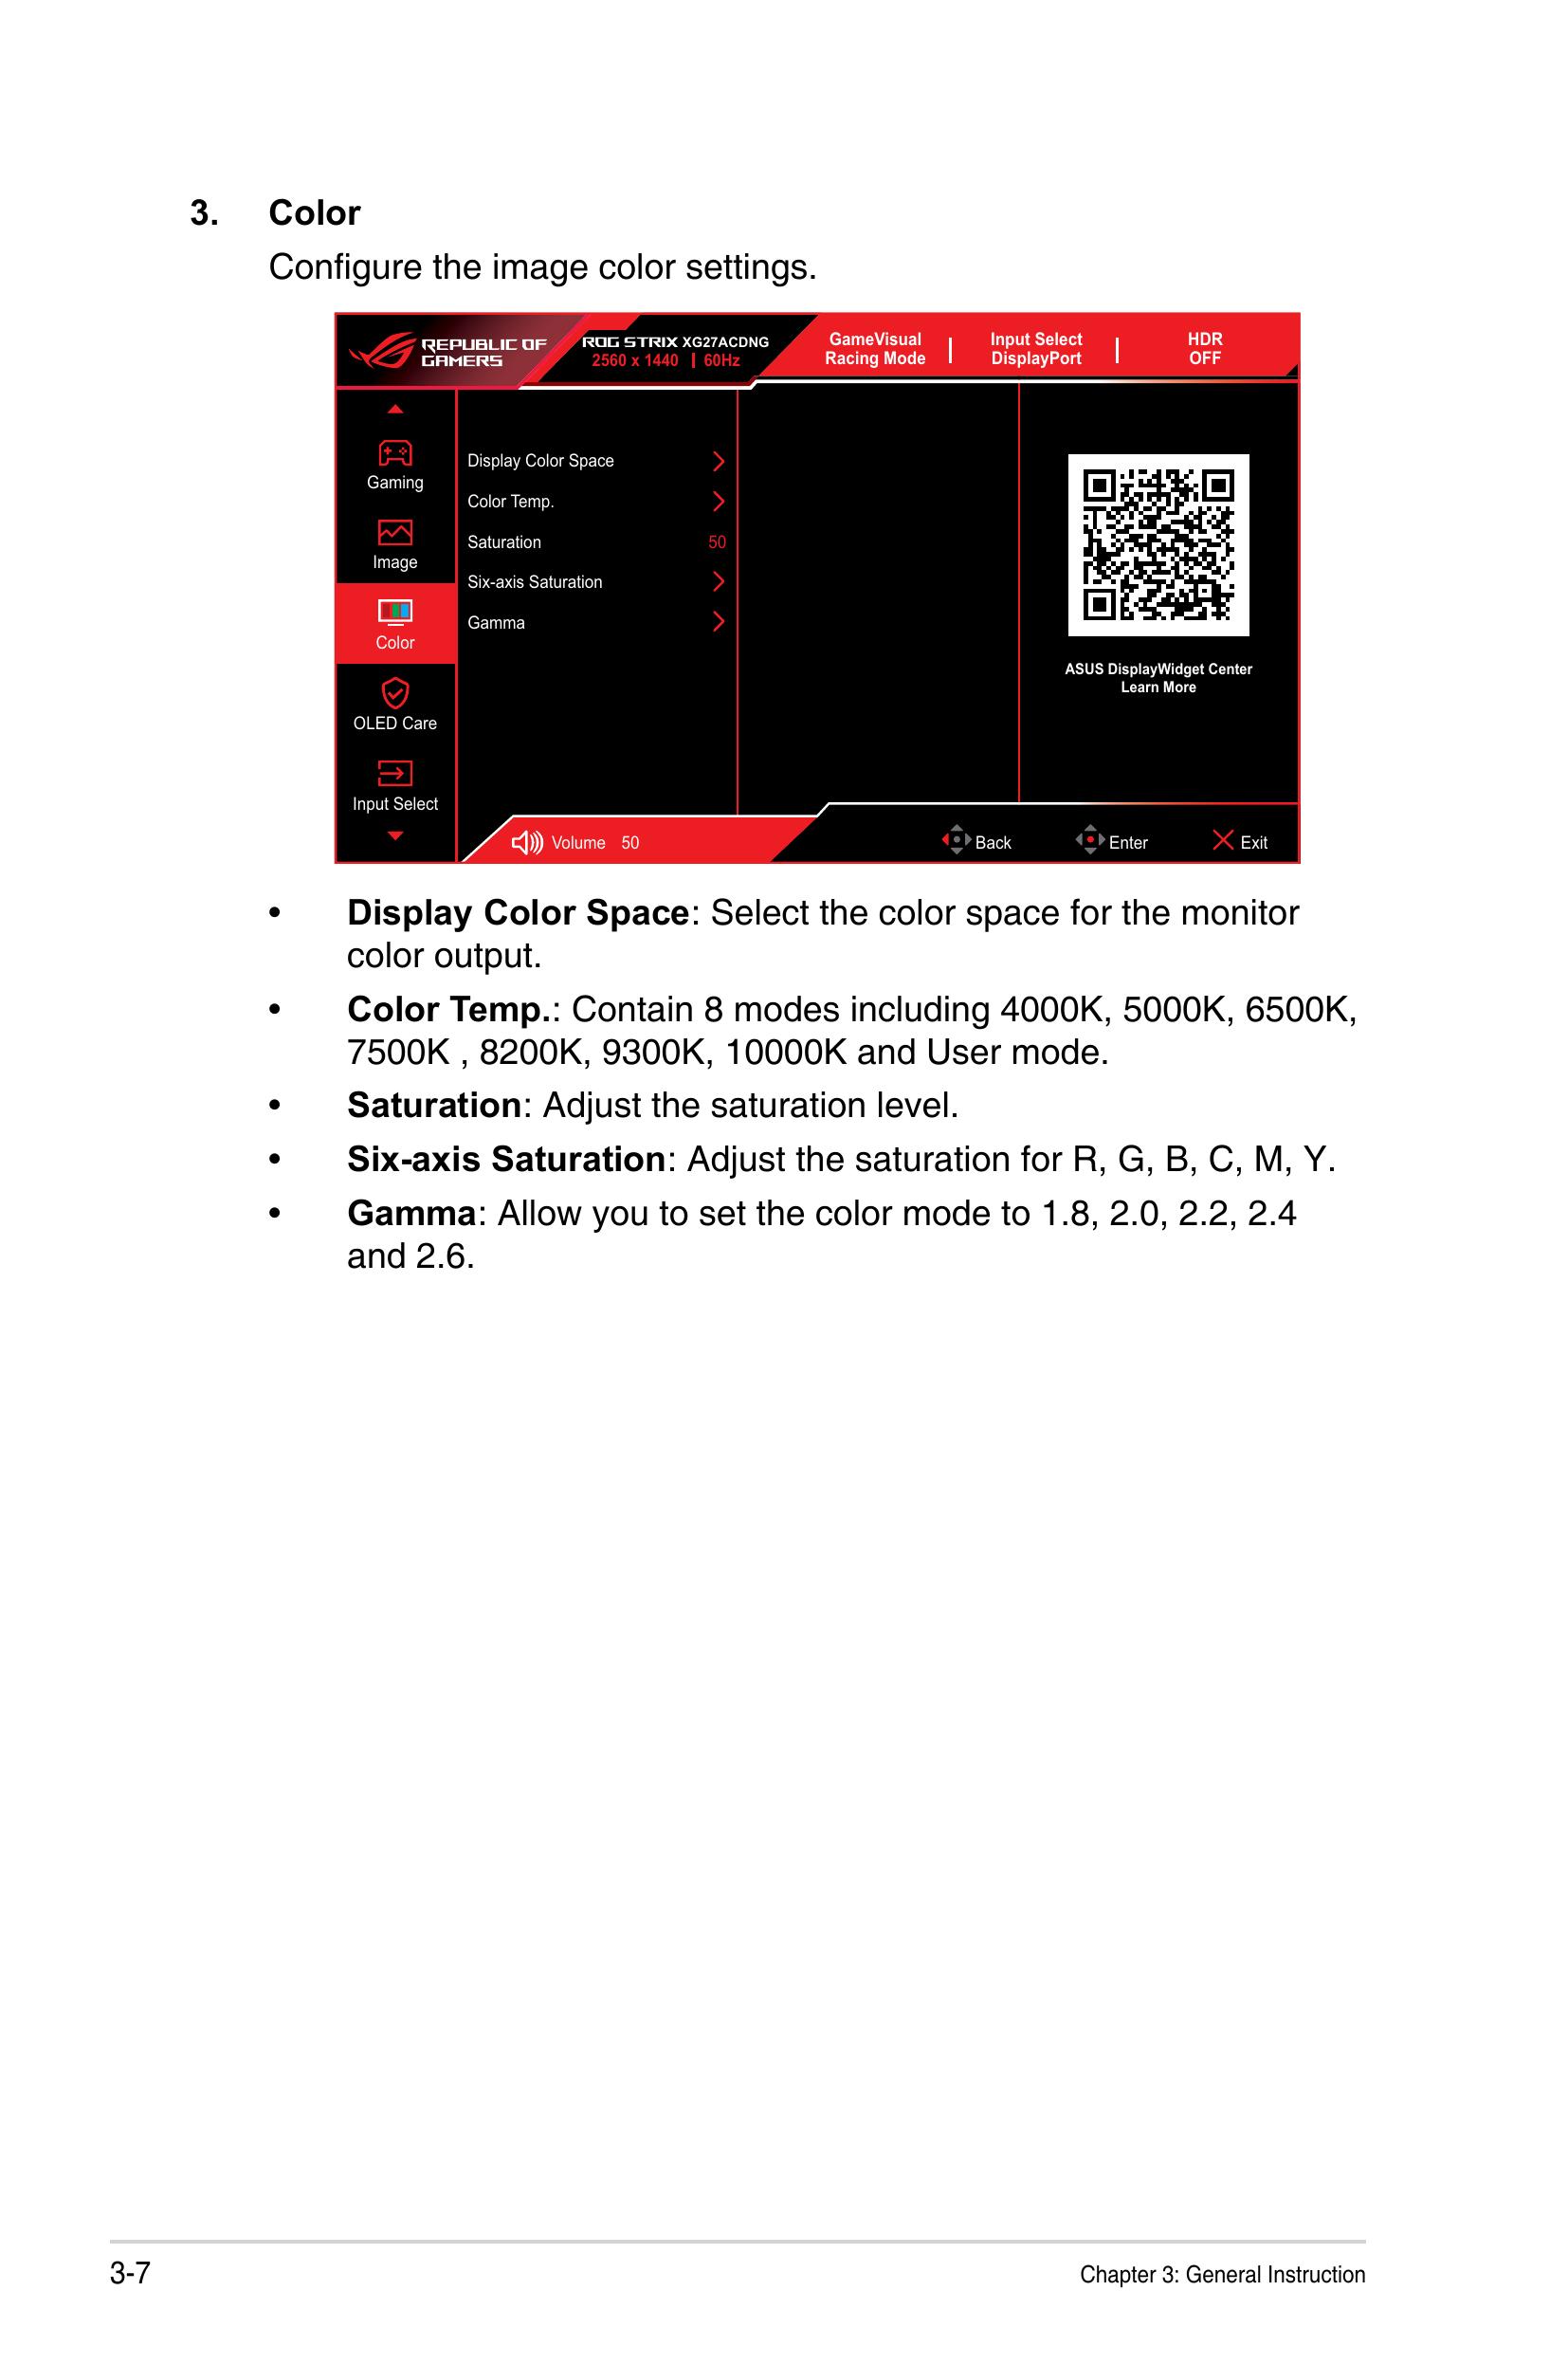 3. Color
Configure the image color settings.
REPUBLIC OF
GAMERS
ROG STRIX XG27ACDNG
2560 x 1440 | 60Hz
GameVisual
Racing Mode
Input Select
DisplayPort
HDR
OFF
Gaming
Image
Color
OLED Care
Input Select
Display Color Space
Color Temp.
Saturation 50
Six-axis Saturation
Gamma
ASUS DisplayWidget Center
Learn More
Volume 50
Back
Enter
Exit
• Display Color Space: Select the color space for the monitor
color output.
• Color Temp.: Contain 8 modes including 4000K, 5000K, 6500K,
7500K , 8200K, 9300K, 10000K and User mode.
• Saturation: Adjust the saturation level.
• Six-axis Saturation: Adjust the saturation for R, G, B, C, M, Y.
• Gamma: Allow you to set the color mode to 1.8, 2.0, 2.2, 2.4
and 2.6.
3-7
Chapter 3: General Instruction